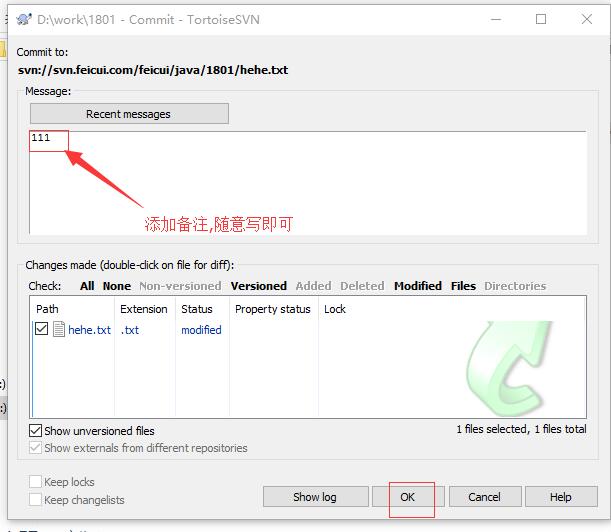 D:\work\1801 - Commit - TortoiseSVN
Commit to:
svn://svn.feicui.com/feicui/java/1801/hehe.txt
Message:
Recent messages
111
添加备注,随意写即可
Changes made (double-click on file for diff):
Check: All None Non-versioned Versioned Added Deleted Modified Files Directories
Path Extension Status Property status Lock
hehe.txt .txt modified
Show unversioned files 1 files selected, 1 files total
Show externals from different repositories
Keep locks
Keep changelists
Show log OK Cancel Help